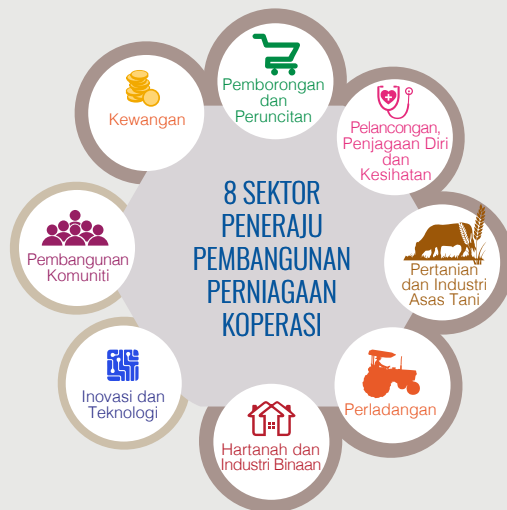 8 SEKTOR
PENERAJU
PEMBANGUNAN
PERNIAGAAN
KOPERASI
Pemborongan
dan
Peruncitan
Pelancongan,
Penjagaan Diri
dan
Kesihatan
Pertanian
dan Industri
Asas Tani
Perladangan
Hartanah dan
Industri Binaan
Inovasi dan
Teknologi
Pembangunan
Komuniti
Kewangan